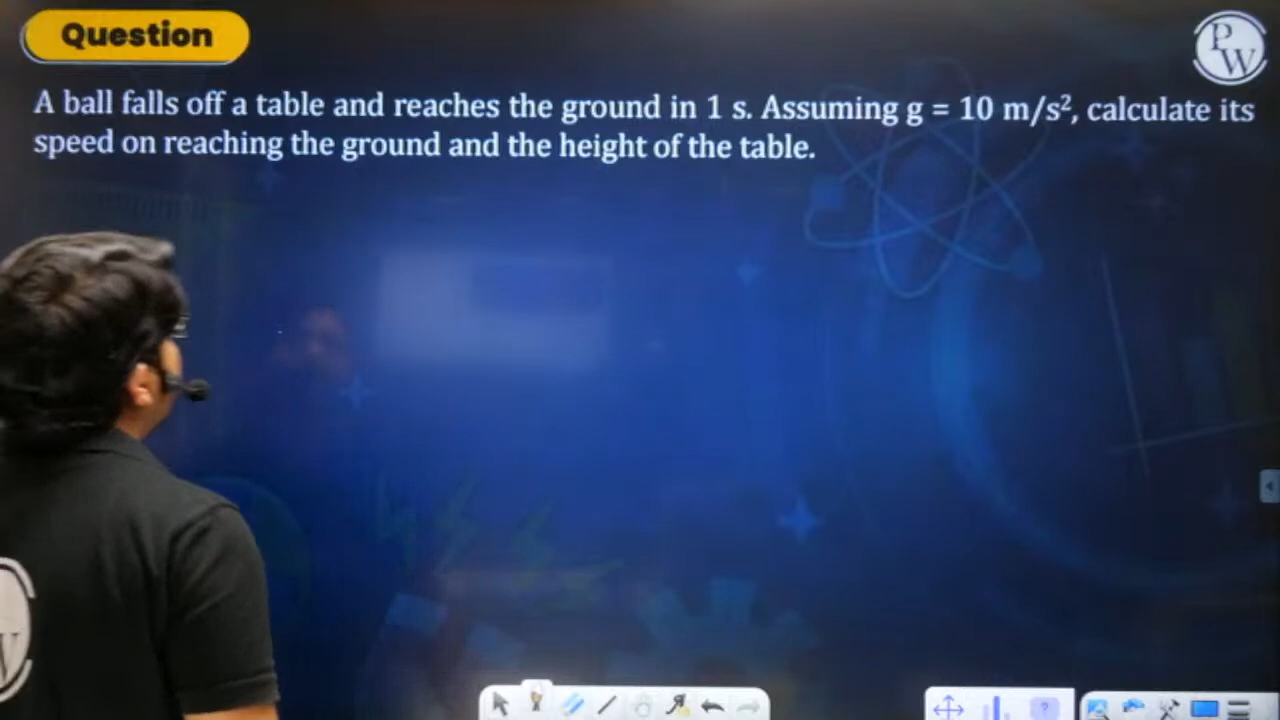 Question
PW
A ball falls off a table and reaches the ground in 1 s. Assuming g = 10 m/s², calculate its
speed on reaching the ground and the height of the table.
?
W